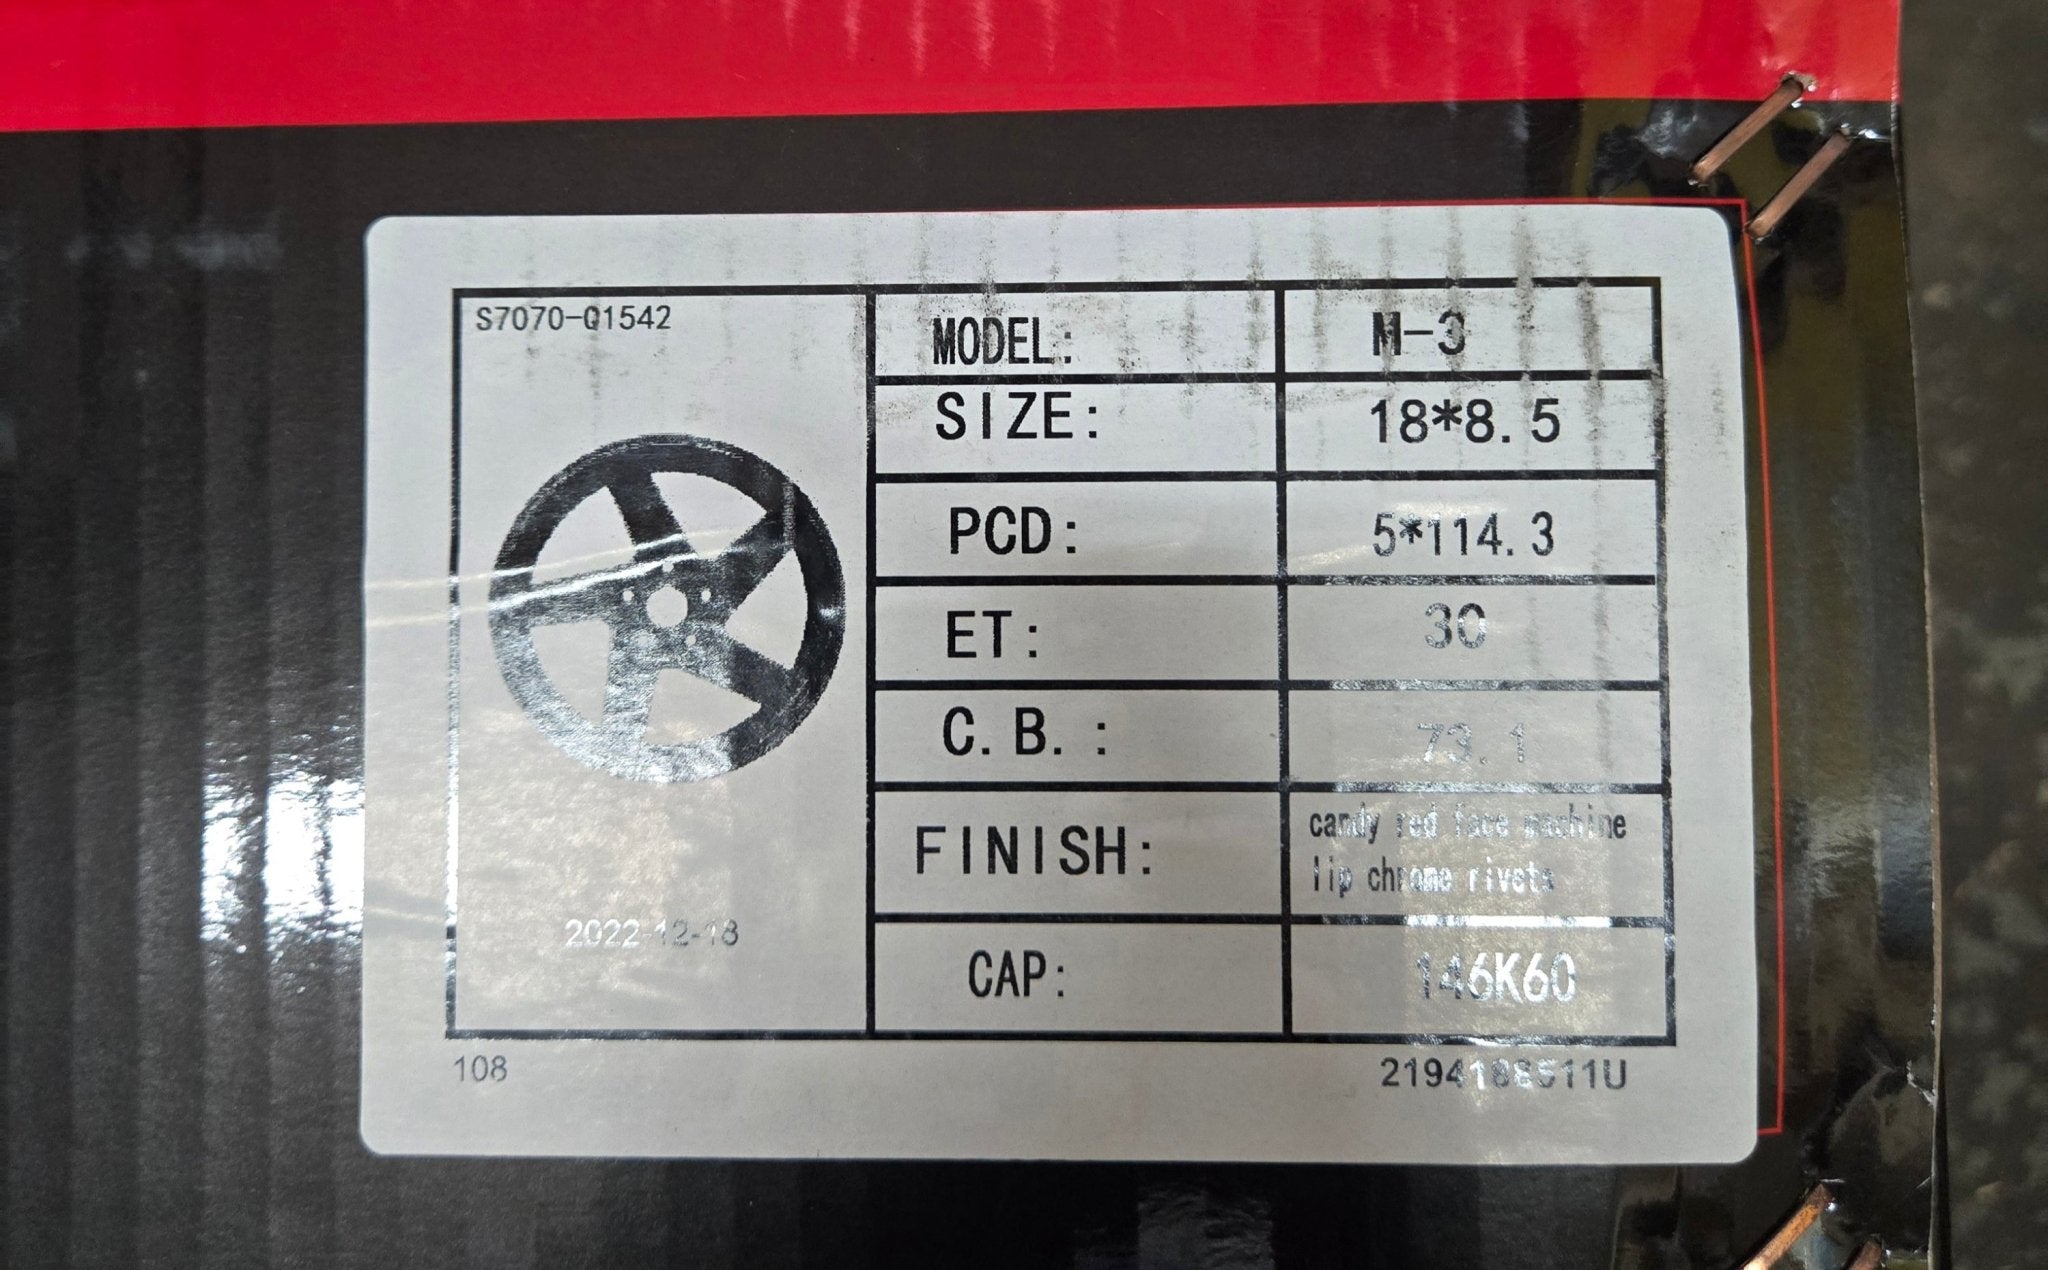 S7070-Q1542
MODEL: M-3
SIZE: 18*8.5
PCD: 5*114.3
ET: 30
C.B.: 73.1
FINISH: candy red face machine
lip chrome rivets
CAP: 146K60
2022-12-18
108
2194188511U